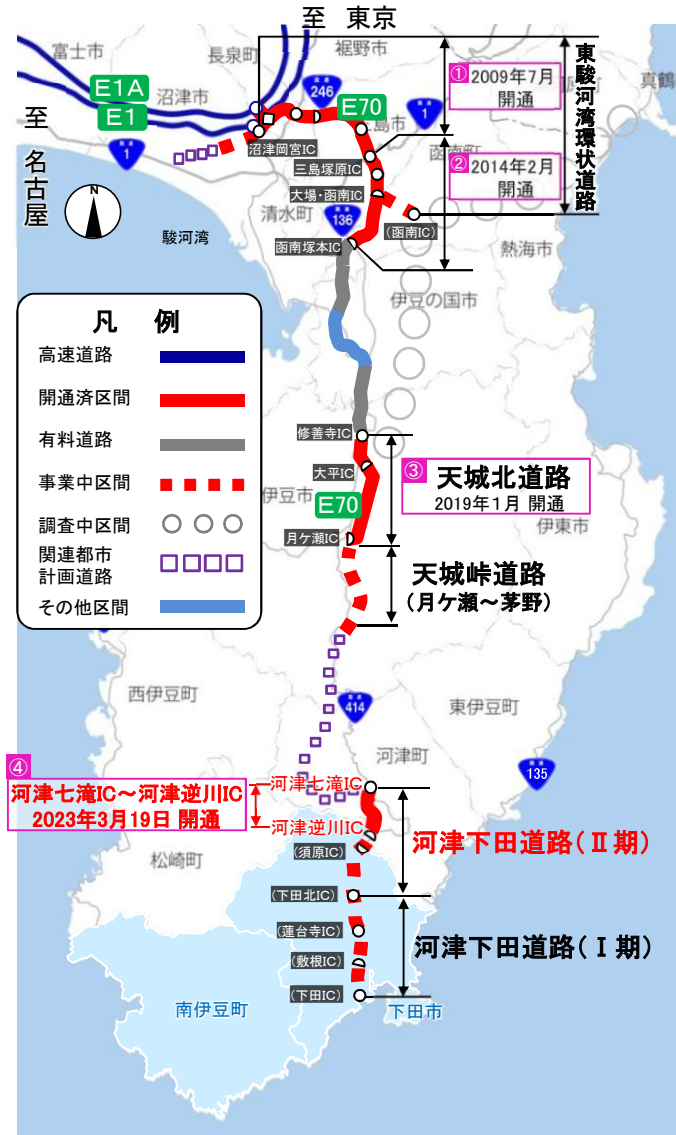 至 東京
富士市
長泉町
裾野市
E1A
沼津市
246
E1
E70
① 2009年7月
開通
東駿河湾環状道路
真鶴
至 名古屋
1
1
三島市
函南町
沼津岡宮IC
三島塚原IC
② 2014年2月
開通
大場・函南IC
N
清水町
136
(函南IC)
駿河湾
函南塚本IC
熱海市
伊豆の国市
凡 例
高速道路
開通済区間
有料道路
事業中区間
調査中区間
関連都市
計画道路
その他区間
修善寺IC
大平IC
③ 天城北道路
2019年1月 開通
伊豆市
E70
伊東市
月ケ瀬IC
天城峠道路
(月ケ瀬~茅野)
西伊豆町
414
東伊豆町
河津町
135
④
河津七滝IC~河津逆川IC
2023年3月19日 開通
河津七滝IC
河津逆川IC
(須原IC)
河津下田道路(Ⅱ期)
松崎町
(下田北IC)
(蓮台寺IC)
河津下田道路(Ⅰ期)
(敷根IC)
(下田IC)
南伊豆町
下田市